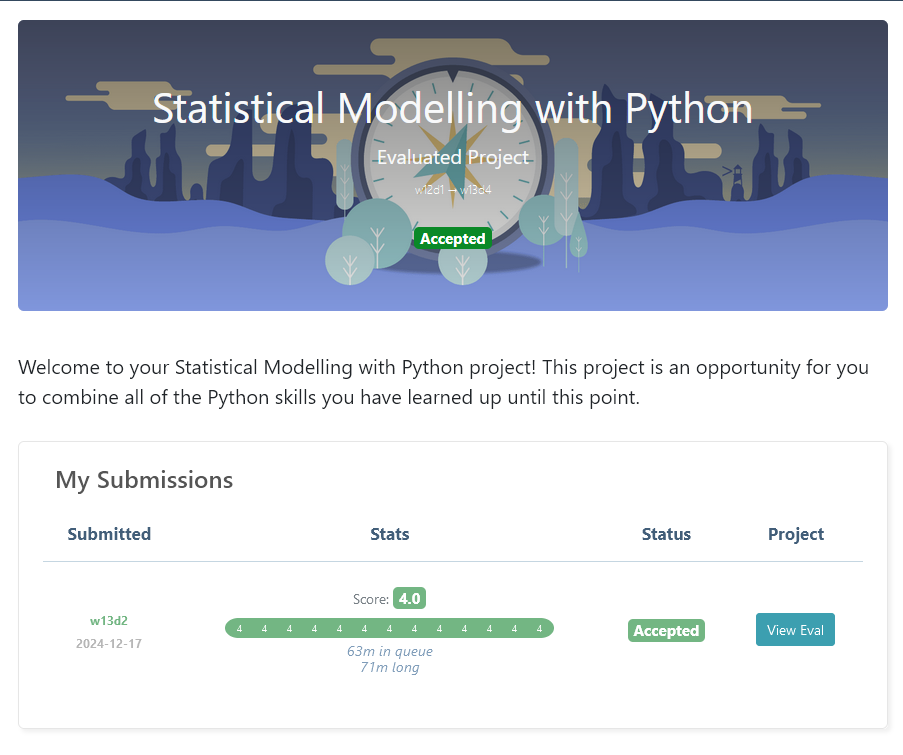 Statistical Modelling with Python
Evaluated Project
w12d1 → w13d4
Accepted
Welcome to your Statistical Modelling with Python project! This project is an opportunity for you
to combine all of the Python skills you have learned up until this point.
My Submissions
Submitted Stats Status Project
Score: 4.0
w13d2
2024-12-17
4 4 4 4 4 4 4 4 4 4 4 4 4
63m in queue
71m long
Accepted
View Eval